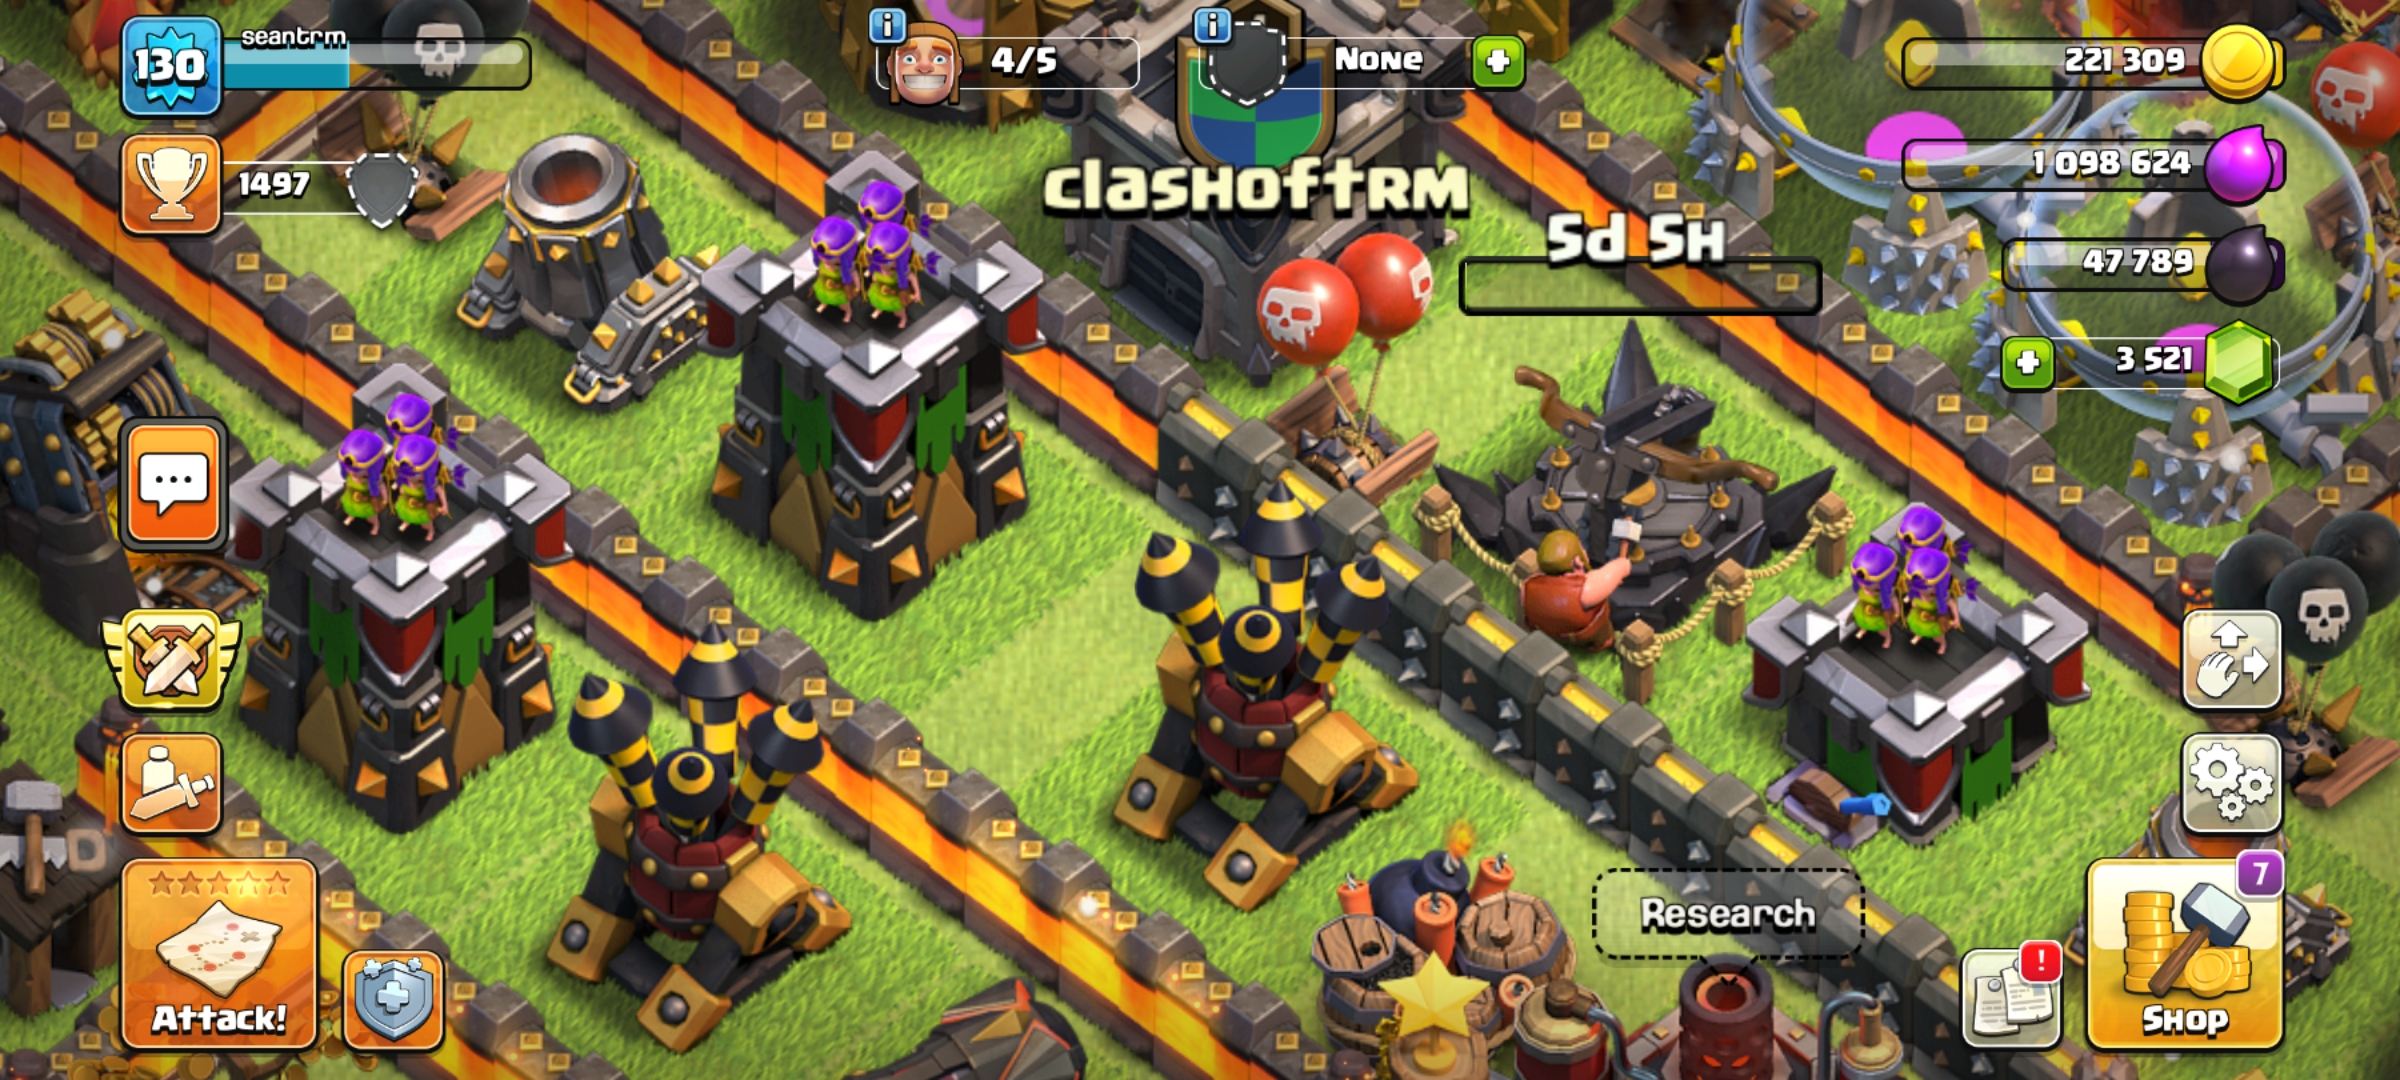 130
seantrm
4/5
None
221 309
1497
clashoftrm
1 098 624
5d 5h
47 789
3 521
Research
7
Attack!
Shop